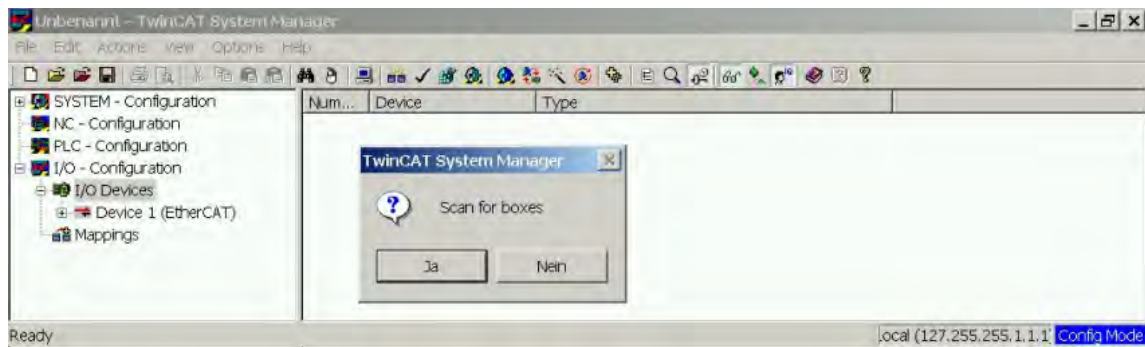 Unbenannt - TwinCAT System Manager
File Edit Actions View Options Help
SYSTEM - Configuration
NC - Configuration
PLC - Configuration
I/O - Configuration
I/O Devices
Device 1 (EtherCAT)
Mappings
Num... Device Type
TwinCAT System Manager
Scan for boxes
Ja Nein
Ready
ocal (127.255.255.1.1.1) Config Mode